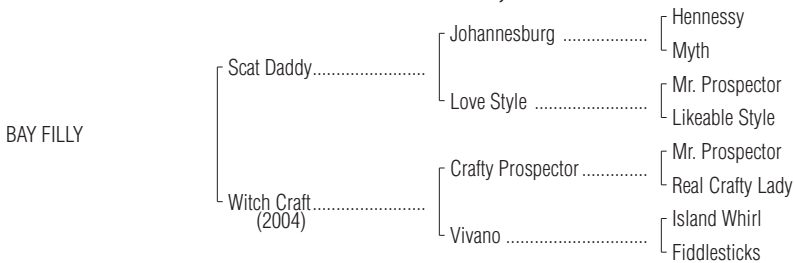 Hennessy
Johannesburg ..................
Myth
Scat Daddy........................
Mr. Prospector
Love Style ........................
Likeable Style
BAY FILLY
Mr. Prospector
Crafty Prospector..............
Real Crafty Lady
Witch Craft........................
(2004)
Island Whirl
Vivano ..............................
Fiddlesticks